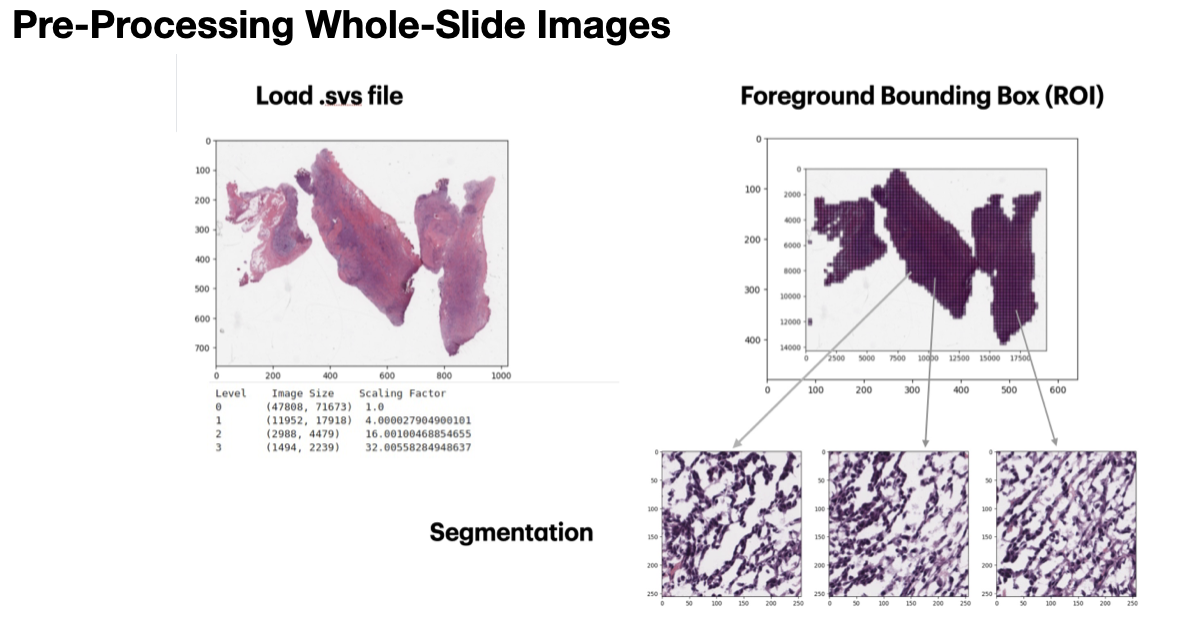 Pre-Processing Whole-Slide Images
Load .svs file
0
100
200
300
400
500
600
700
0 200 400 600 800 1000
Level Image Size Scaling Factor
0 (47808, 71673) 1.0
1 (11952, 17918) 4.000027904900101
2 (2988, 4479) 16.00100468854655
3 (1494, 2239) 32.00558284948637
Segmentation
Foreground Bounding Box (ROI)
0
100
200
300
400
0 100 200 300 400 500 600
0
2000
4000
6000
8000
10000
12000
14000
0 2500 5000 7500 10000 12500 15000 17500
0
50
100
150
200
250
0 50 100 150 200 250
0
50
100
150
200
250
0 50 100 150 200 250
0
50
100
150
200
250
0 50 100 150 200 250